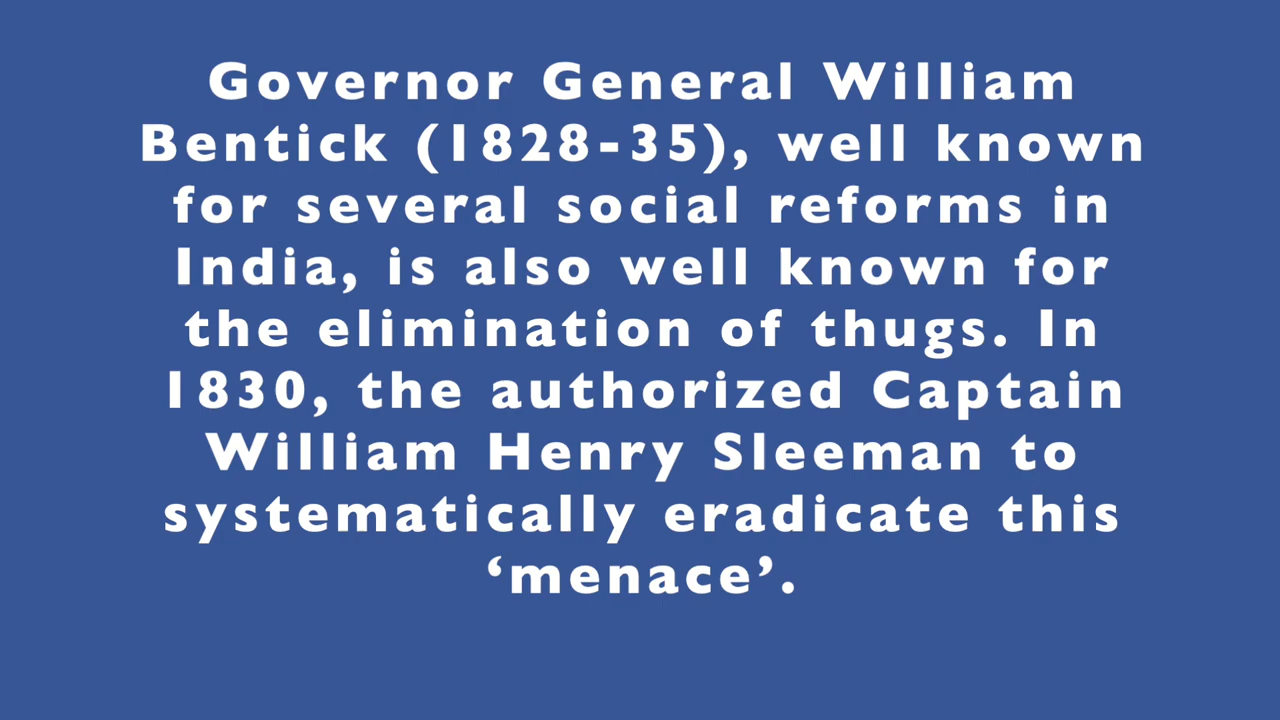 Governor General William
Bentick (1828-35), well known
for several social reforms in
India, is also well known for
the elimination of thugs. In
1830, the authorized Captain
William Henry Sleeman to
systematically eradicate this
‘menace’.